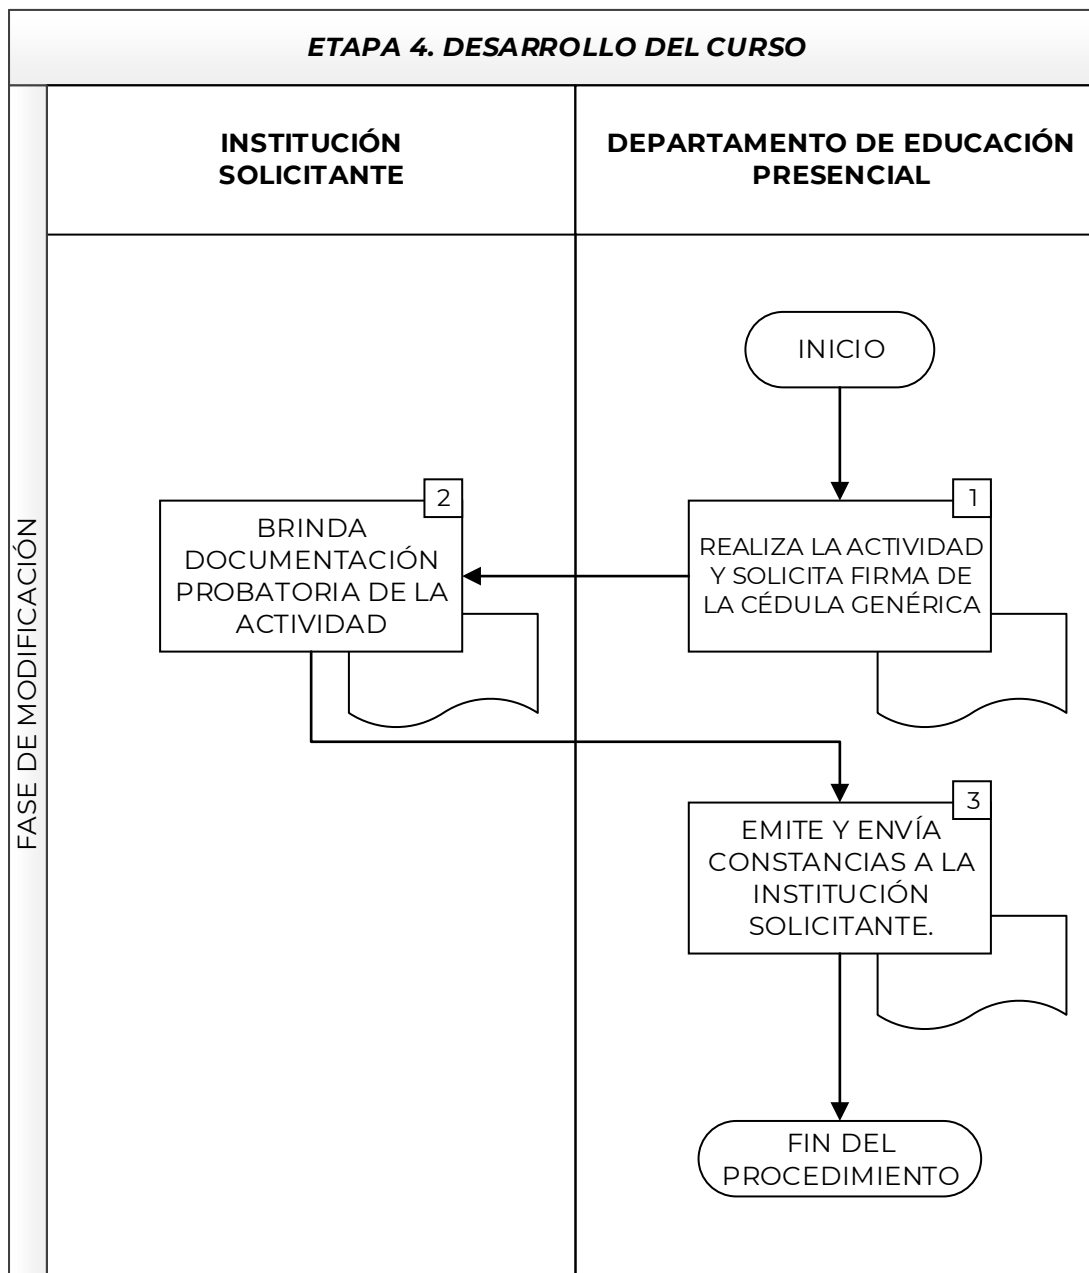 ETAPA 4. DESARROLLO DEL CURSO
INSTITUCIÓN
SOLICITANTE
DEPARTAMENTO DE EDUCACIÓN
PRESENCIAL
FASE DE MODIFICACIÓN
INICIO
1
REALIZA LA ACTIVIDAD
Y SOLICITA FIRMA DE
LA CÉDULA GENÉRICA
2
BRINDA
DOCUMENTACIÓN
PROBATORIA DE LA
ACTIVIDAD
3
EMITE Y ENVÍA
CONSTANCIAS A LA
INSTITUCIÓN
SOLICITANTE.
FIN DEL
PROCEDIMIENTO